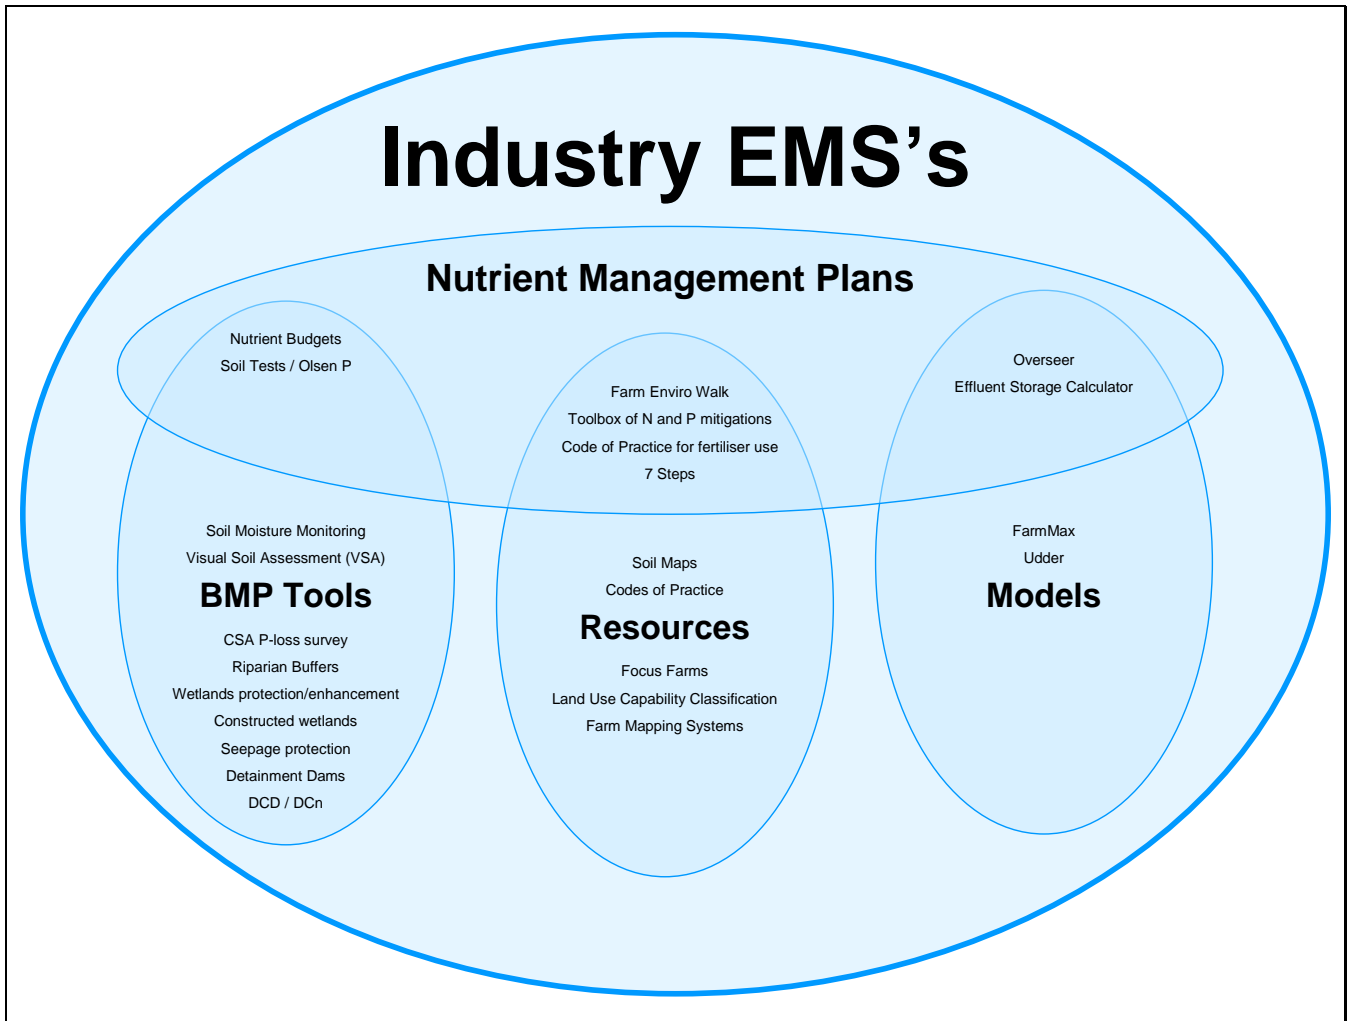 Industry EMS’s
Nutrient Management Plans
Nutrient Budgets
Soil Tests / Olsen P
Soil Moisture Monitoring
Visual Soil Assessment (VSA)
BMP Tools
CSA P-loss survey
Riparian Buffers
Wetlands protection/enhancement
Constructed wetlands
Seepage protection
Detainment Dams
DCD / DCn
Farm Enviro Walk
Toolbox of N and P mitigations
Code of Practice for fertiliser use
7 Steps
Soil Maps
Codes of Practice
Resources
Focus Farms
Land Use Capability Classification
Farm Mapping Systems
Overseer
Effluent Storage Calculator
FarmMax
Udder
Models